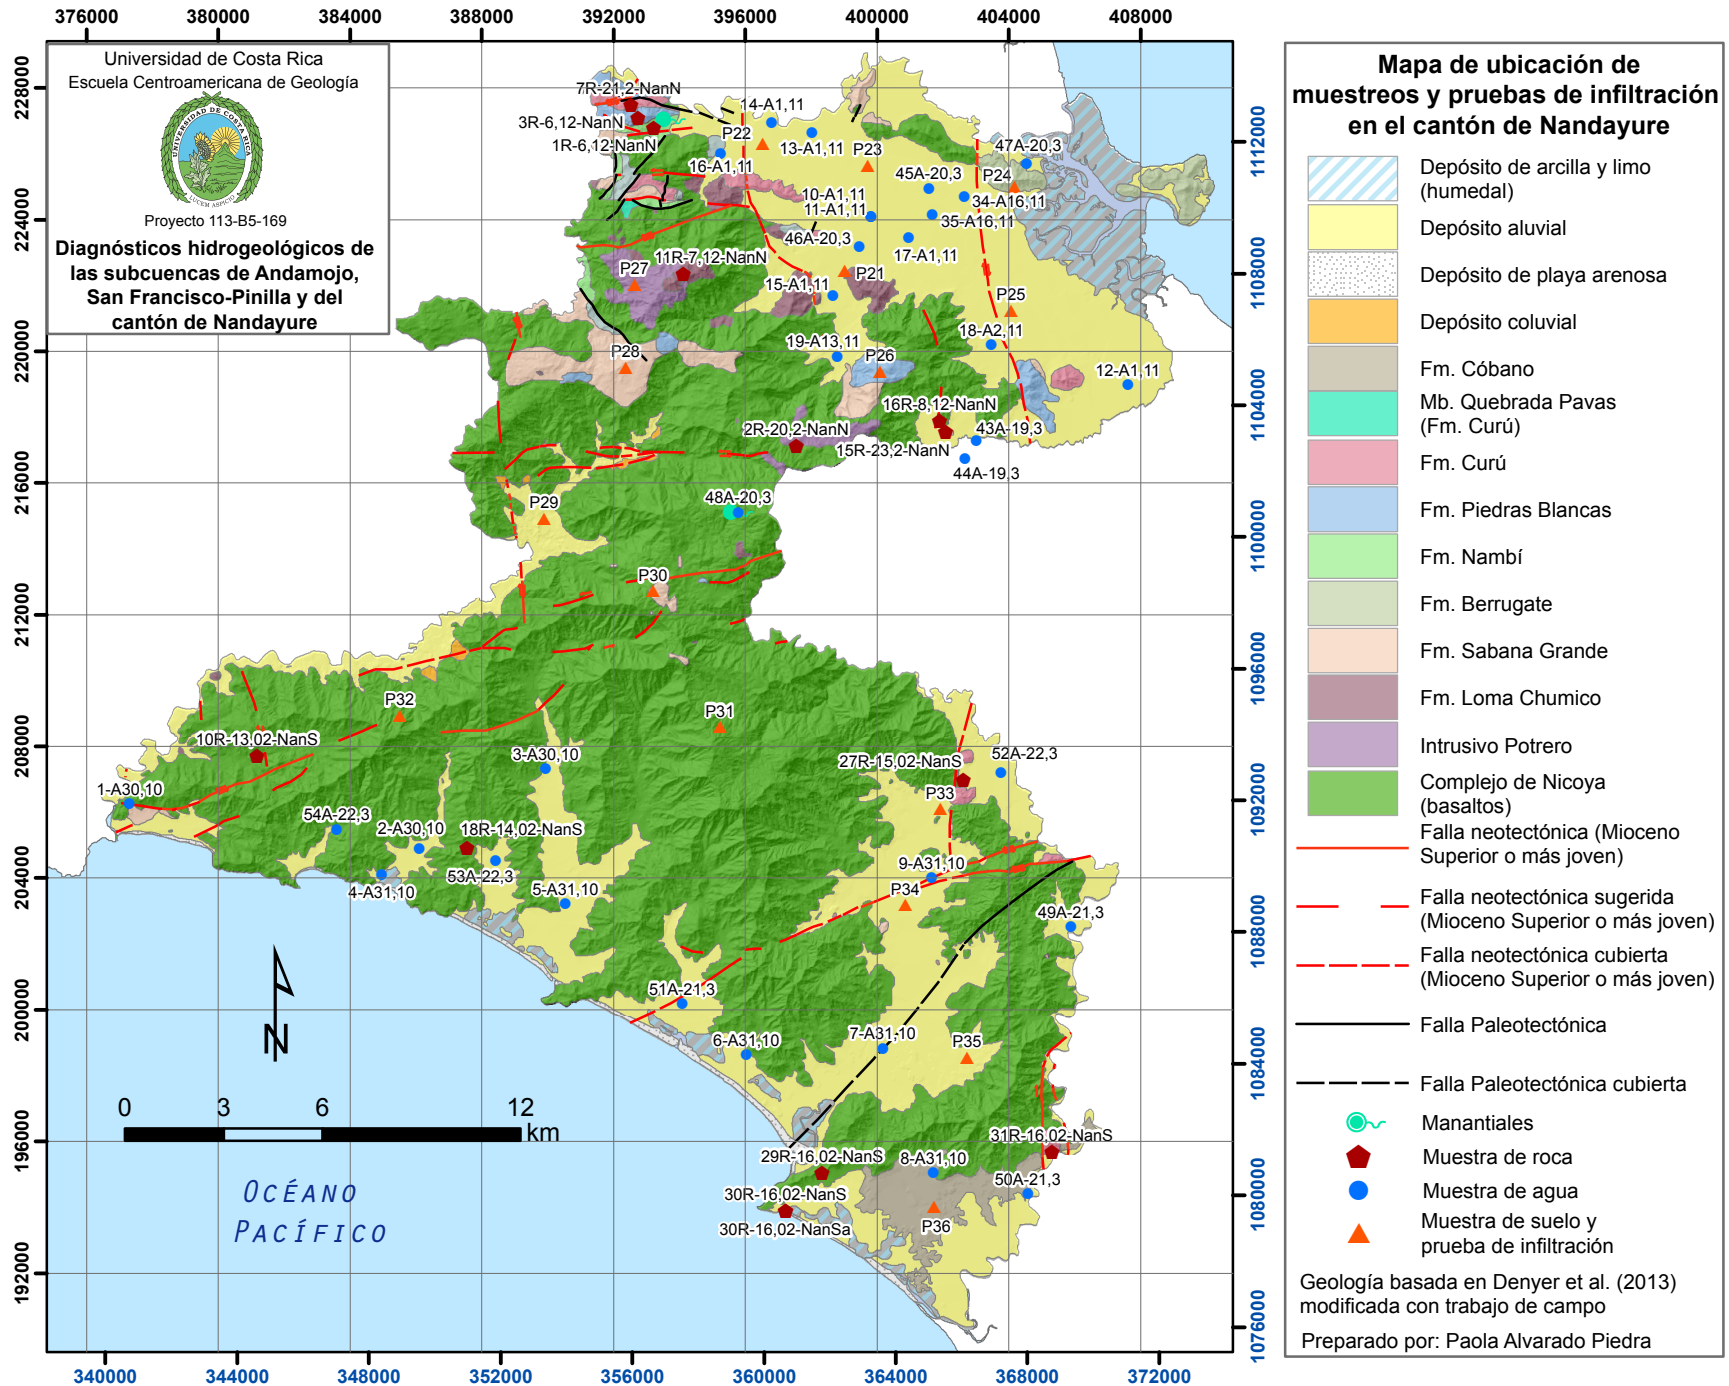 376000 380000 384000 388000 392000 396000 400000 404000 408000
Universidad de Costa Rica
Escuela Centroamericana de Geología
UNIVERSIDAD DE COSTA RICA
LUCEM ASPICIO
Proyecto 113-B5-169
Diagnósticos hidrogeológicos de
las subcuencas de Andamojo,
San Francisco-Pinilla y del
cantón de Nandayure
228000
224000
220000
216000
212000
208000
204000
200000
196000
192000
7R-21,2-NanN
14-A1,11
3R-6,12-NanN
P22
1R-6,12-NanN
13-A1,11
47A-20,3
P23
16-A1,11
45A-20,3
P24
10-A1,11
34-A16,11
11-A1,11
35-A16,11
46A-20,3
17-A1,11
11R-7,12-NanN
P27
P21
15-A1,11
P25
18-A2,11
19-A13,11
P28
P26
12-A1,11
16R-8,12-NanN
2R-20,2-NanN
43A-19,3
15R-23,2-NanN
44A-19,3
P29
48A-20,3
P30
P32
P31
10R-13,02-NanS
3-A30,10
27R-15,02-NanS
52A-22,3
1-A30,10
P33
54A-22,3
2-A30,10
18R-14,02-NanS
9-A31,10
53A-22,3
4-A31,10
5-A31,10
P34
49A-21,3
51A-21,3
6-A31,10
7-A31,10
P35
31R-16,02-NanS
29R-16,02-NanS
8-A31,10
50A-21,3
30R-16,02-NanS
30R-16,02-NanSa
P36
N
0 3 6 12
km
OCÉANO
PACÍFICO
1112000
1108000
1104000
1100000
1096000
1092000
1088000
1084000
1080000
1076000
340000 344000 348000 352000 356000 360000 364000 368000 372000
Mapa de ubicación de
muestreos y pruebas de infiltración
en el cantón de Nandayure
Depósito de arcilla y limo
(humedal)
Depósito aluvial
Depósito de playa arenosa
Depósito coluvial
Fm. Cóbano
Mb. Quebrada Pavas
(Fm. Curú)
Fm. Curú
Fm. Piedras Blancas
Fm. Nambí
Fm. Berrugate
Fm. Sabana Grande
Fm. Loma Chumico
Intrusivo Potrero
Complejo de Nicoya
(basaltos)
Falla neotectónica (Mioceno
Superior o más joven)
Falla neotectónica sugerida
(Mioceno Superior o más joven)
Falla neotectónica cubierta
(Mioceno Superior o más joven)
Falla Paleotectónica
Falla Paleotectónica cubierta
Manantiales
Muestra de roca
Muestra de agua
Muestra de suelo y
prueba de infiltración
Geología basada en Denyer et al. (2013)
modificada con trabajo de campo
Preparado por: Paola Alvarado Piedra